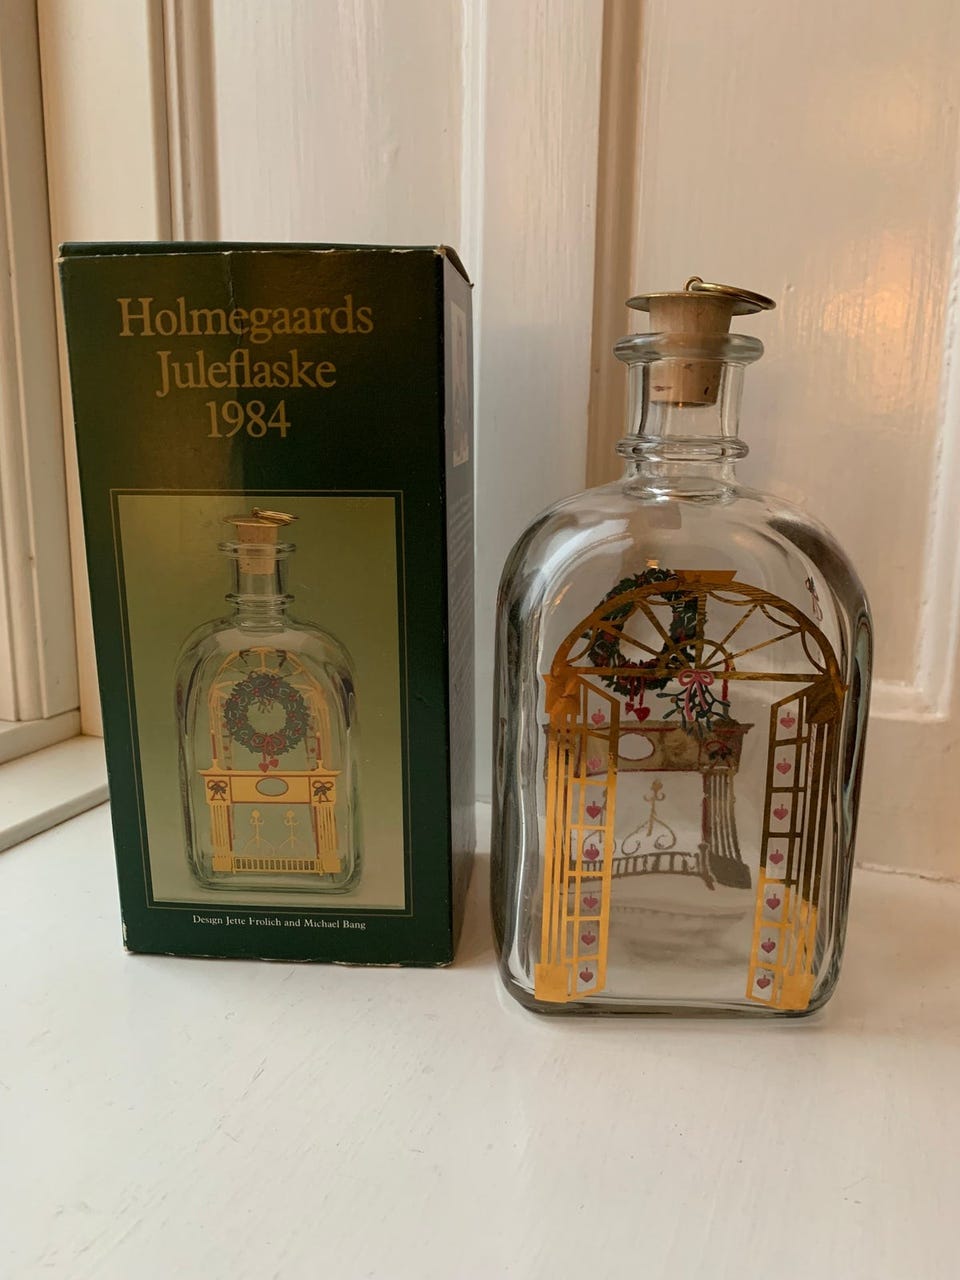 Holmegaards
Juleflaske
1984
Design Jette Frolich and Michael Bang